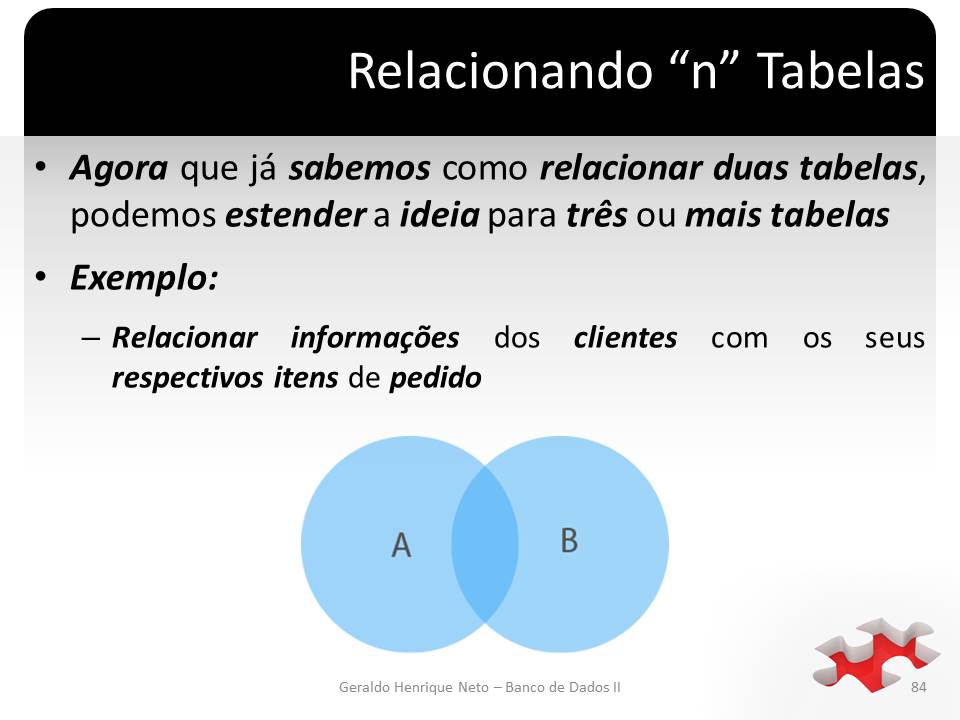 Relacionando “n” Tabelas
• Agora que já sabemos como relacionar duas tabelas,
podemos estender a ideia para três ou mais tabelas
• Exemplo:
– Relacionar informações dos clientes com os seus
respectivos itens de pedido
A
B
Geraldo Henrique Neto – Banco de Dados II
84